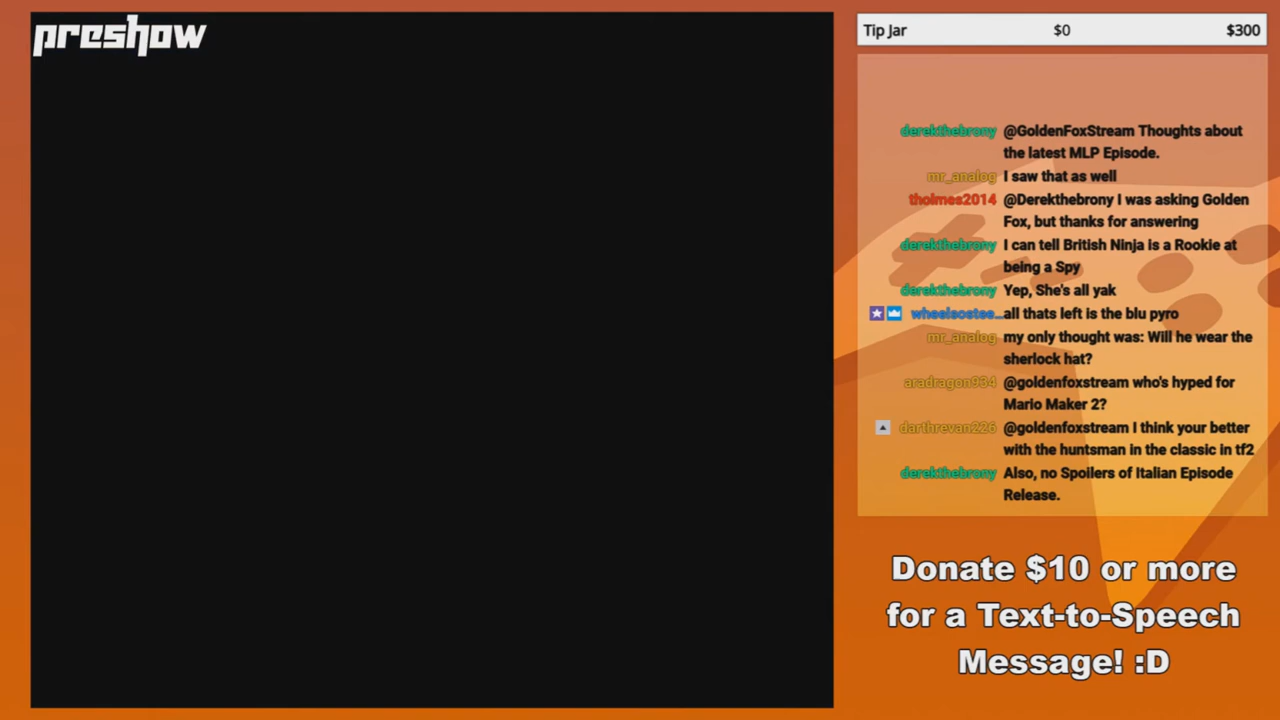 preshow
Tip Jar $0 $300
derekthebrony @GoldenFoxStream Thoughts about
the latest MLP Episode.
mr_analog I saw that as well
tholmes2014 @Derekthebrony I was asking Golden
Fox, but thanks for answering
derekthebrony I can tell British Ninja is a Rookie at
being a Spy
derekthebrony Yep, She's all yak
wheelsostee... all thats left is the blu pyro
mr_analog my only thought was: Will he wear the
sherlock hat?
aradragon934 @goldenfoxstream who's hyped for
Mario Maker 2?
darthrevan226 @goldenfoxstream I think your better
with the huntsman in the classic in tf2
derekthebrony Also, no Spoilers of Italian Episode
Release.
Donate $10 or more
for a Text-to-Speech
Message! :D